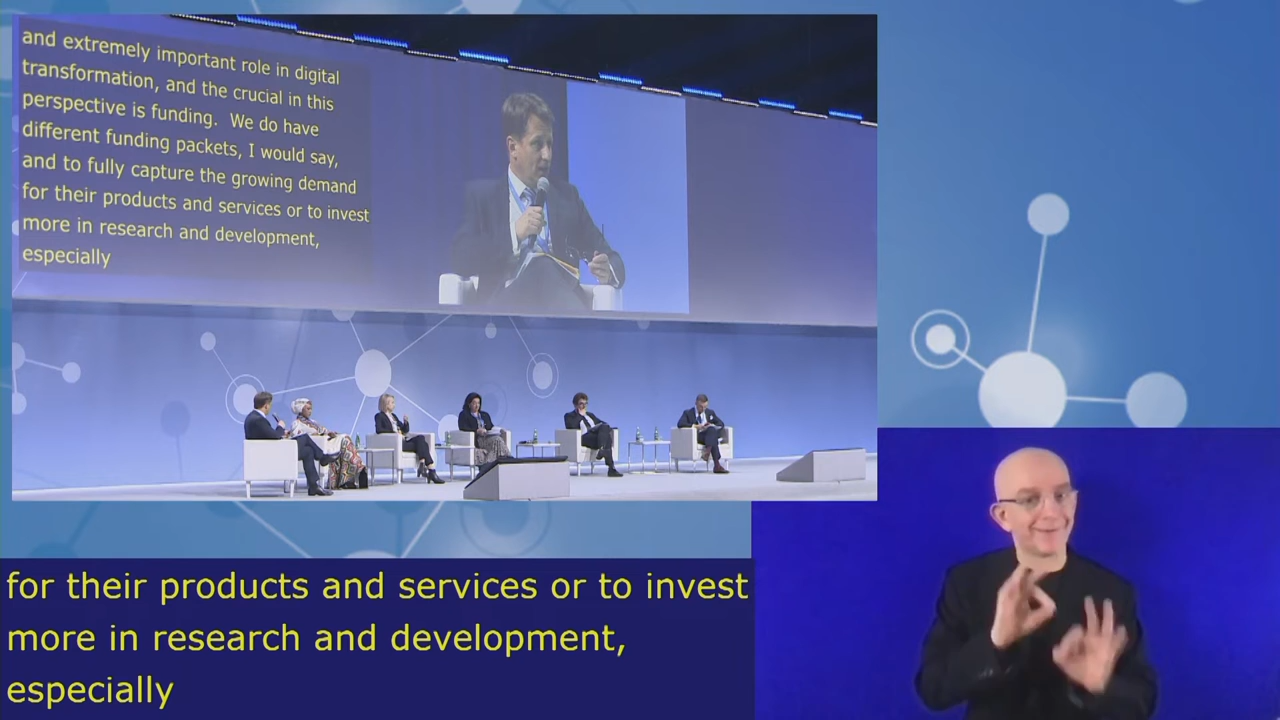 and extremely important role in digital
transformation, and the crucial in this
perspective is funding. We do have
different funding packets, I would say,
and to fully capture the growing demand
for their products and services or to invest
more in research and development,
especially
for their products and services or to invest
more in research and development,
especially